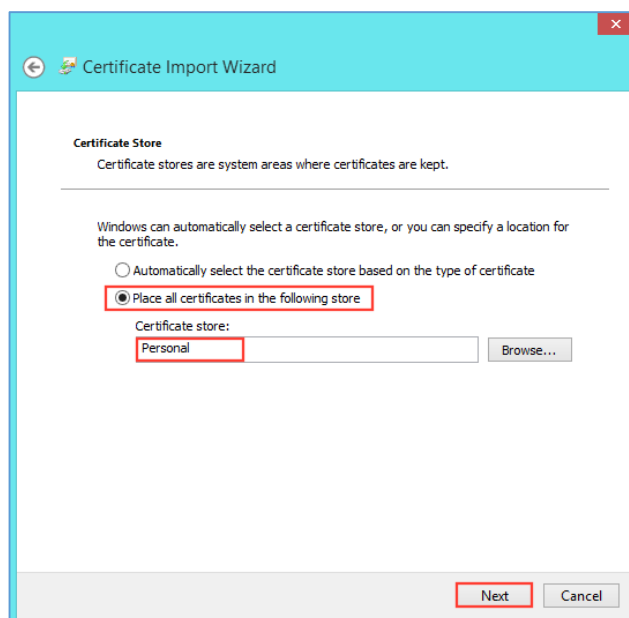 Certificate Import Wizard
Certificate Store
Certificate stores are system areas where certificates are kept.
Windows can automatically select a certificate store, or you can specify a location for
the certificate.
Automatically select the certificate store based on the type of certificate
Place all certificates in the following store
Certificate store:
Personal
Browse...
Next
Cancel